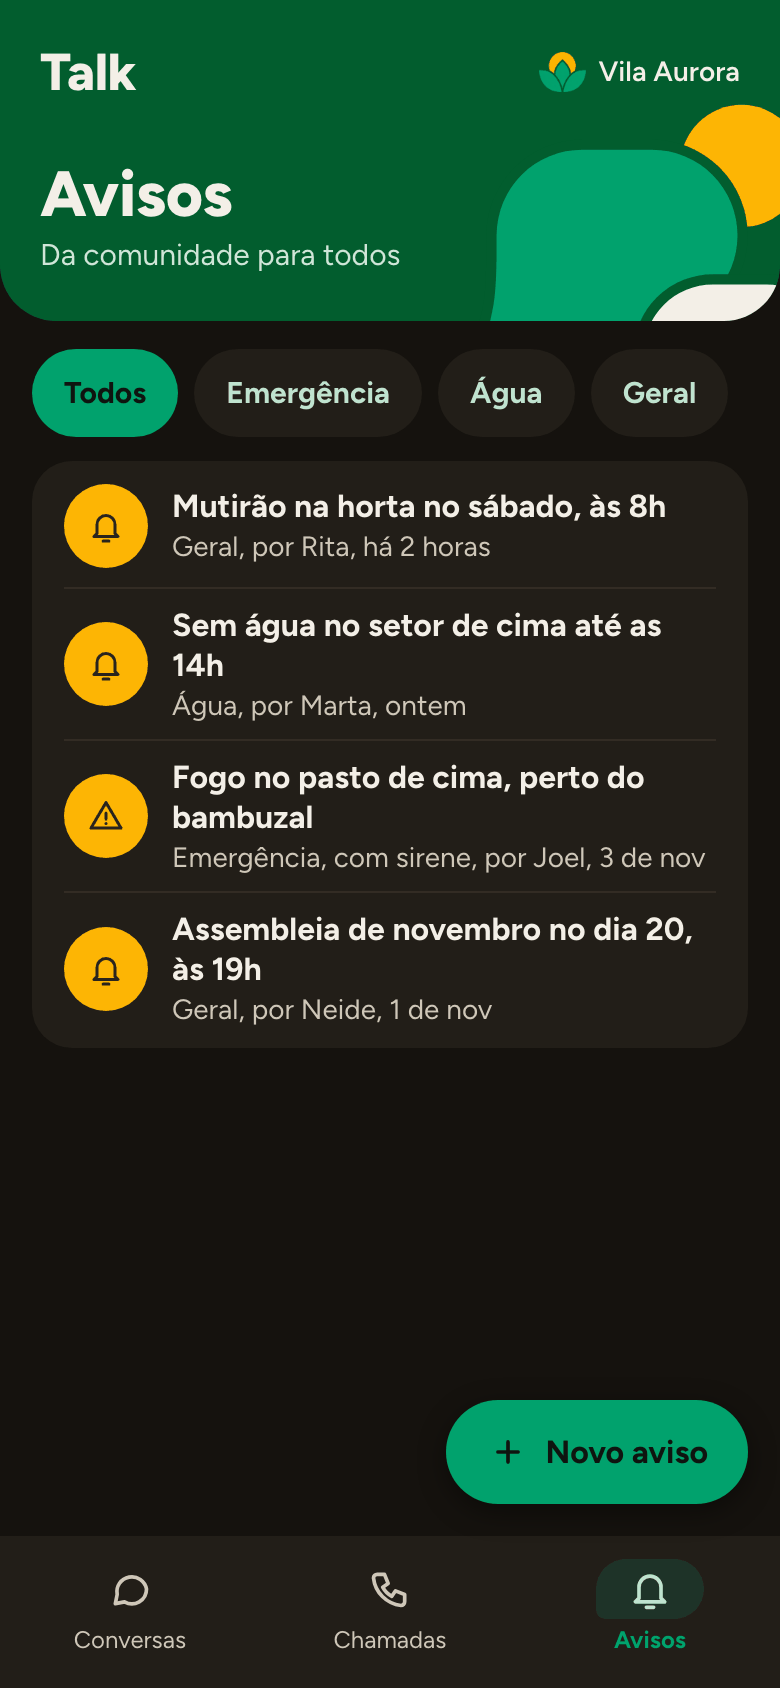 Talk
Vila Aurora
Avisos
Da comunidade para todos
Todos
Emergência
Água
Geral
Mutirão na horta no sábado, às 8h
Geral, por Rita, há 2 horas
Sem água no setor de cima até as
14h
Água, por Marta, ontem
Fogo no pasto de cima, perto do
bambuzal
Emergência, com sirene, por Joel, 3 de nov
Assembleia de novembro no dia 20,
às 19h
Geral, por Neide, 1 de nov
Novo aviso
Conversas
Chamadas
Avisos